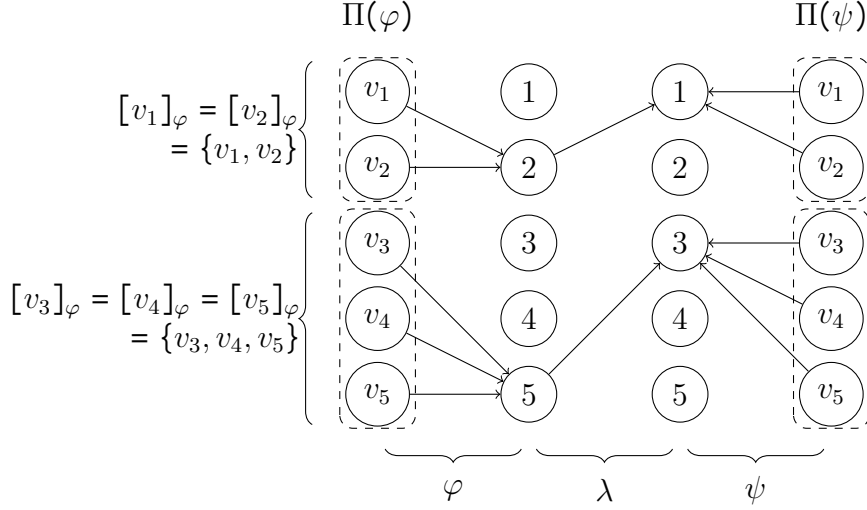 Π(φ) Π(ψ)
v₁ 1 1 v₁
[v₁]φ = [v₂]φ
= {v₁, v₂}
v₂ 2 2 v₂
v₃ 3 3 v₃
[v₃]φ = [v₄]φ = [v₅]φ
= {v₃, v₄, v₅}
v₄ 4 4 v₄
v₅ 5 5 v₅
φ λ ψ